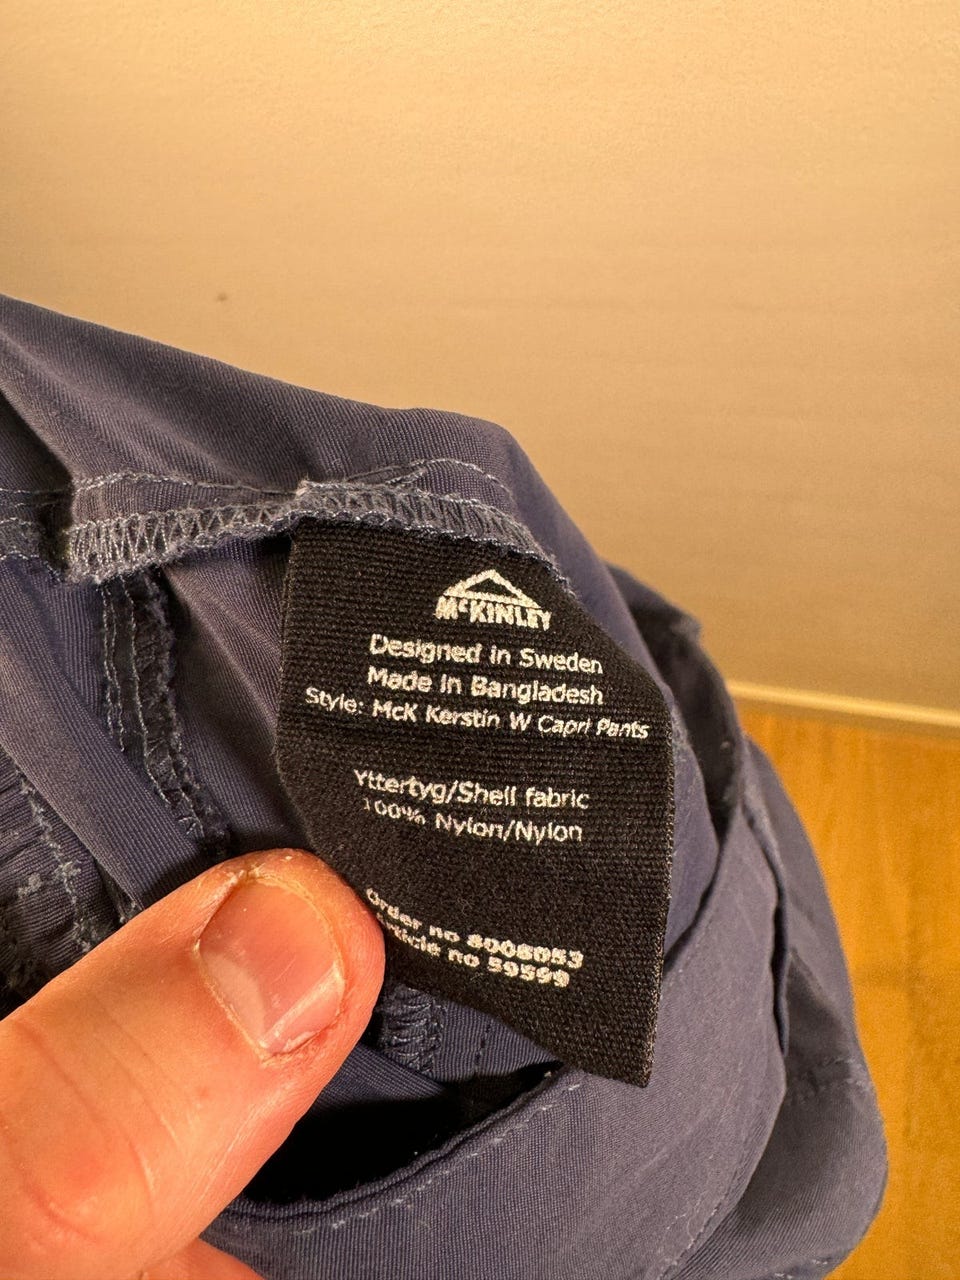 McKINLEY
Designed in Sweden
Made in Bangladesh
Style: McK Kerstin W Capri Pants
Yttertyg/Shell fabric
100% Nylon/Nylon
Order no 8008053
Article no 59599